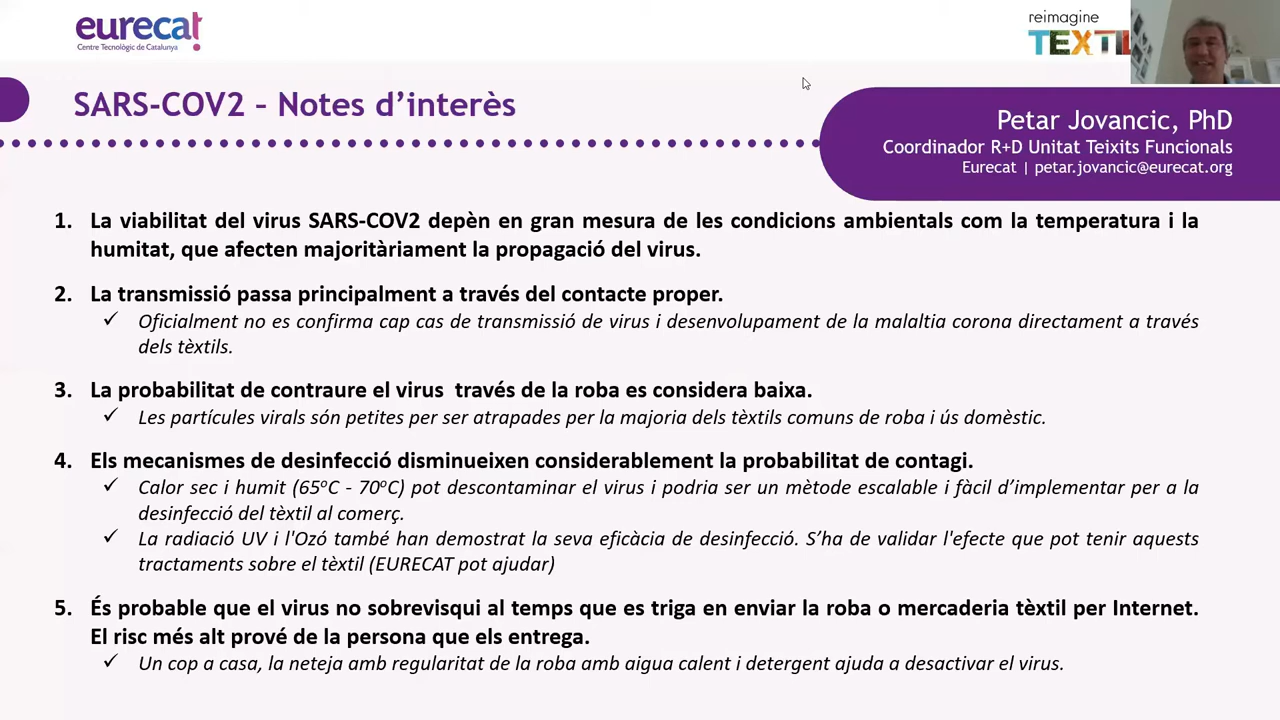 eurecat
Centre Tecnològic de Catalunya
reimagine
TEXTIL
SARS-COV2 – Notes d’interès
Petar Jovancic, PhD
Coordinador R+D Unitat Teixits Funcionals
Eurecat | petar.jovancic@eurecat.org
1. La viabilitat del virus SARS-COV2 depèn en gran mesura de les condicions ambientals com la temperatura i la
humitat, que afecten majoritàriament la propagació del virus.
2. La transmissió passa principalment a través del contacte proper.
✓ Oficialment no es confirma cap cas de transmissió de virus i desenvolupament de la malaltia corona directament a través
dels tèxtils.
3. La probabilitat de contraure el virus través de la roba es considera baixa.
✓ Les partícules virals són petites per ser atrapades per la majoria dels tèxtils comuns de roba i ús domèstic.
4. Els mecanismes de desinfecció disminueixen considerablement la probabilitat de contagi.
✓ Calor sec i humit (65ºC - 70ºC) pot descontaminar el virus i podria ser un mètode escalable i fàcil d’implementar per a la
desinfecció del tèxtil al comerç.
✓ La radiació UV i l'Ozó també han demostrat la seva eficàcia de desinfecció. S’ha de validar l'efecte que pot tenir aquests
tractaments sobre el tèxtil (EURECAT pot ajudar)
5. És probable que el virus no sobrevisqui al temps que es triga en enviar la roba o mercaderia tèxtil per Internet.
El risc més alt prové de la persona que els entrega.
✓ Un cop a casa, la neteja amb regularitat de la roba amb aigua calent i detergent ajuda a desactivar el virus.